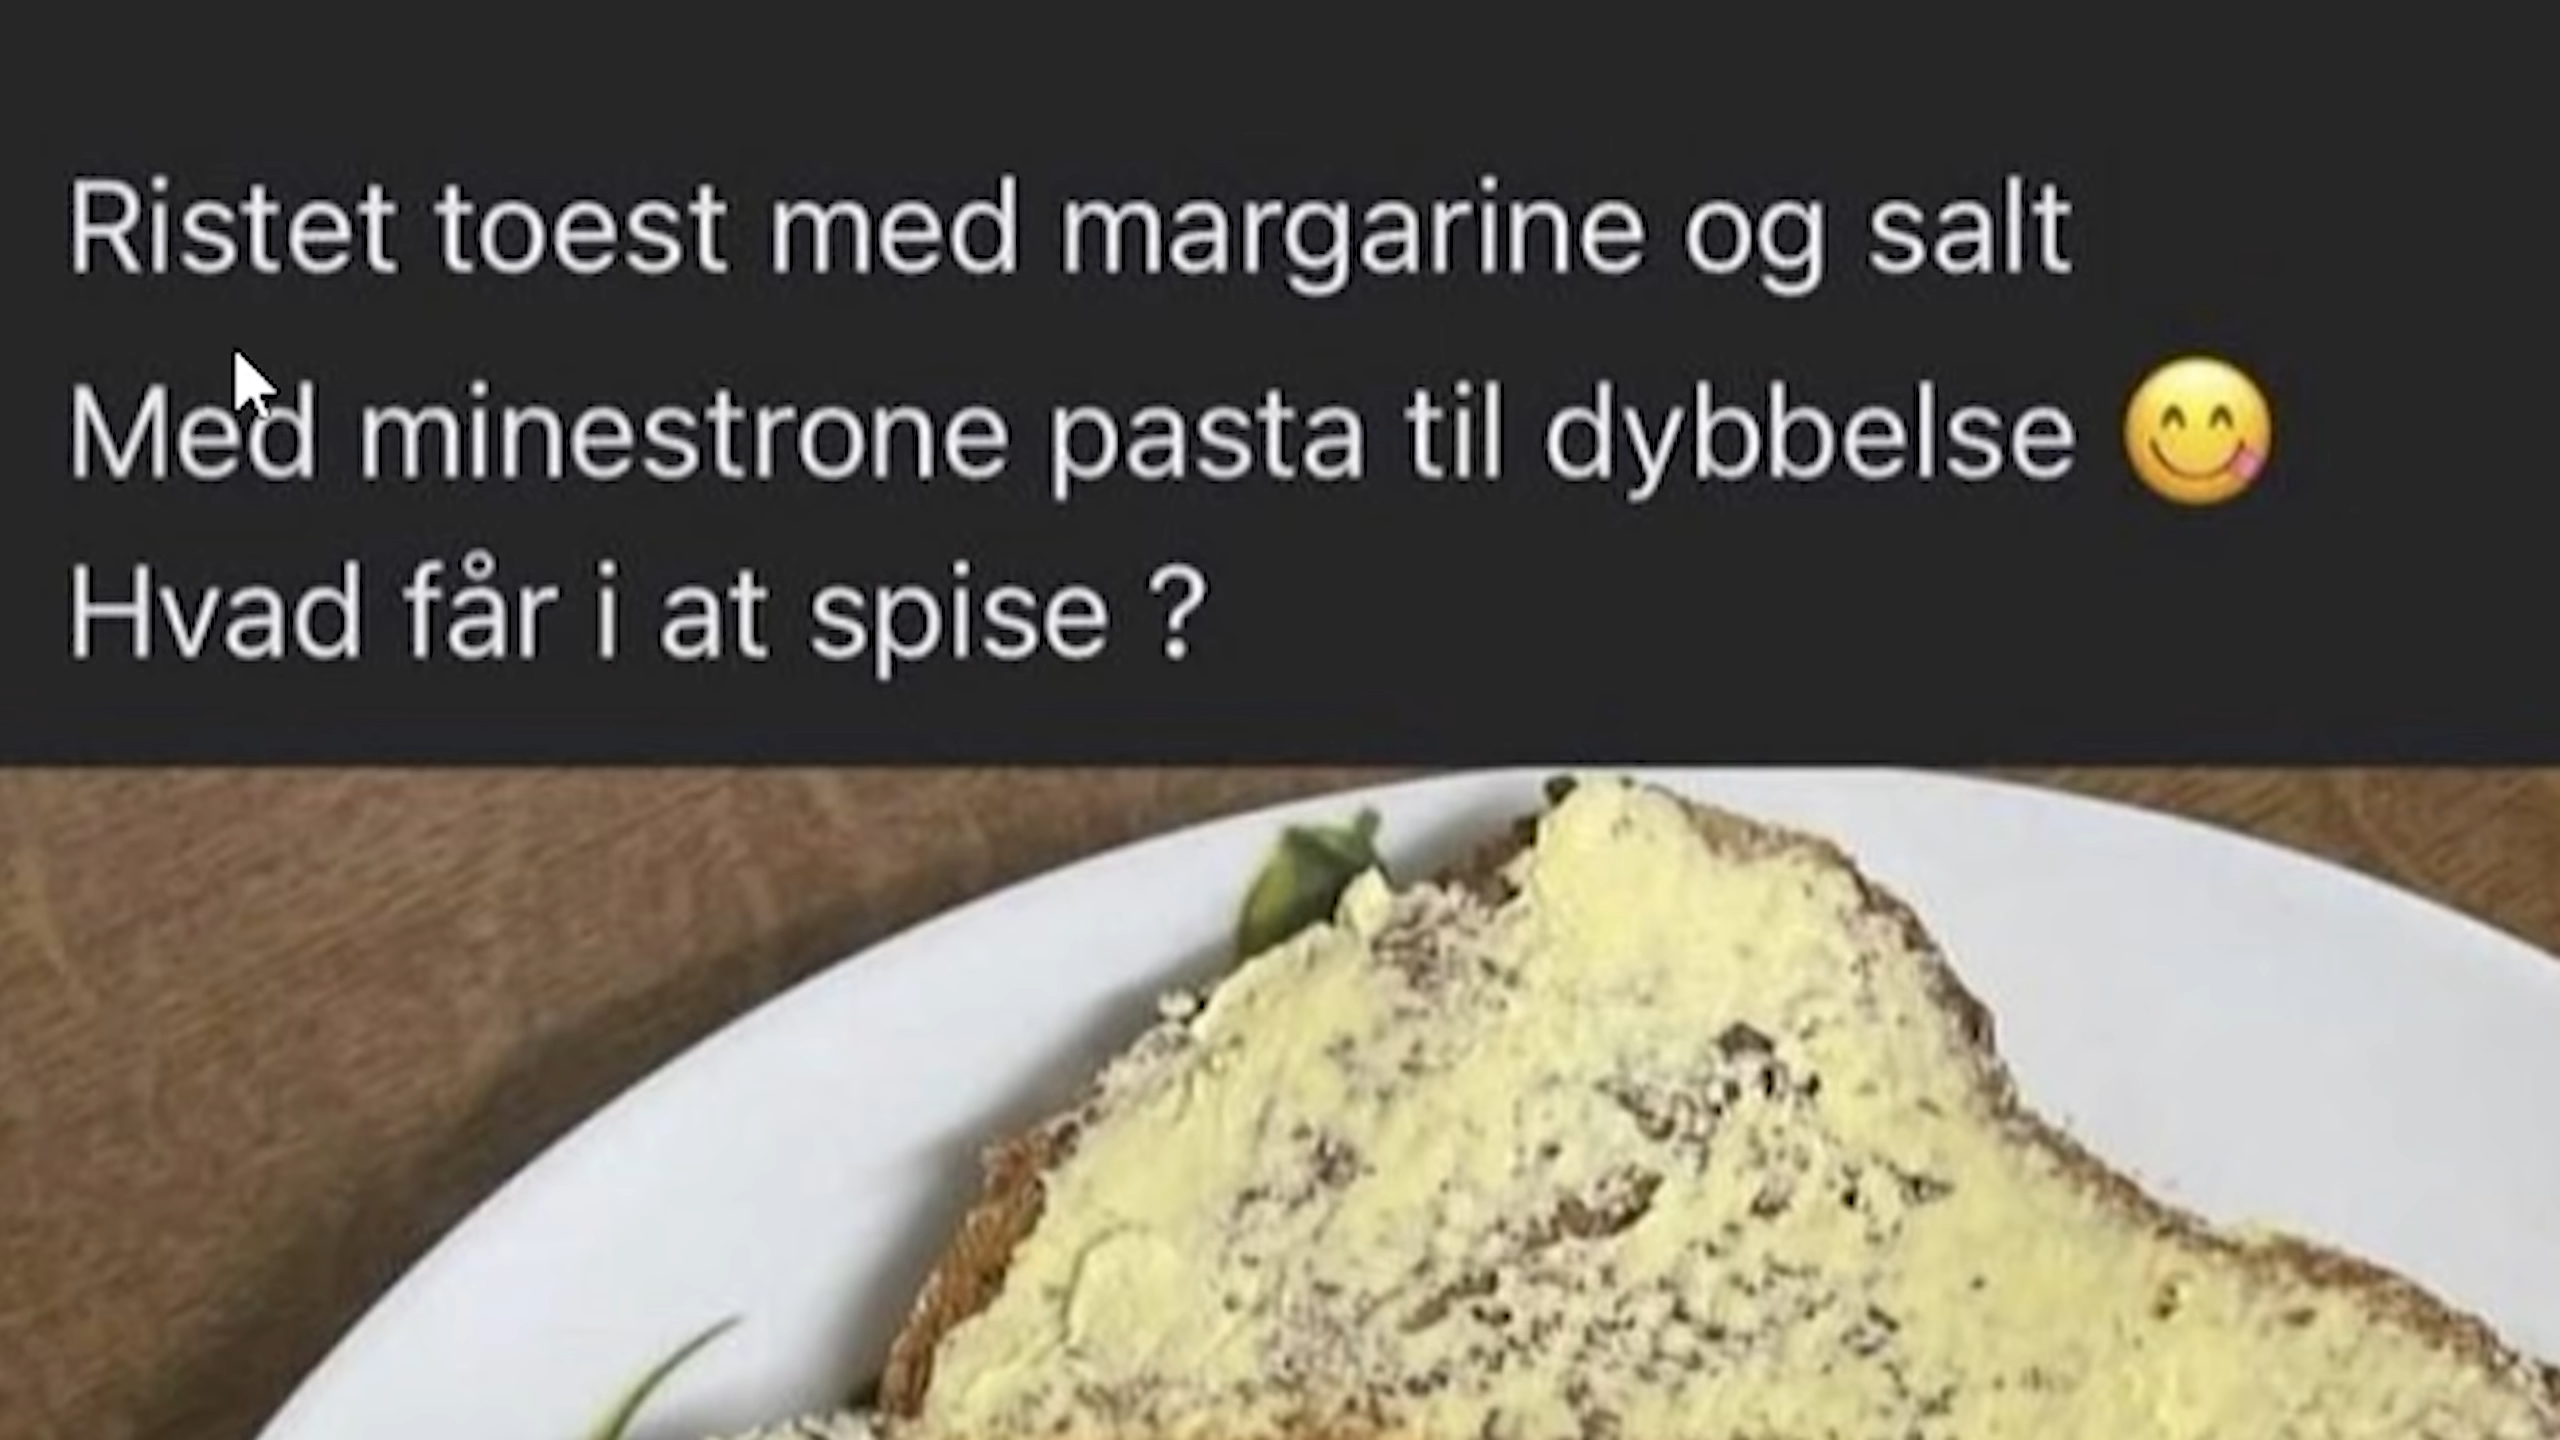 Ristet toest med margarine og salt
Med minestrone pasta til dybbelse 😋
Hvad får i at spise ?